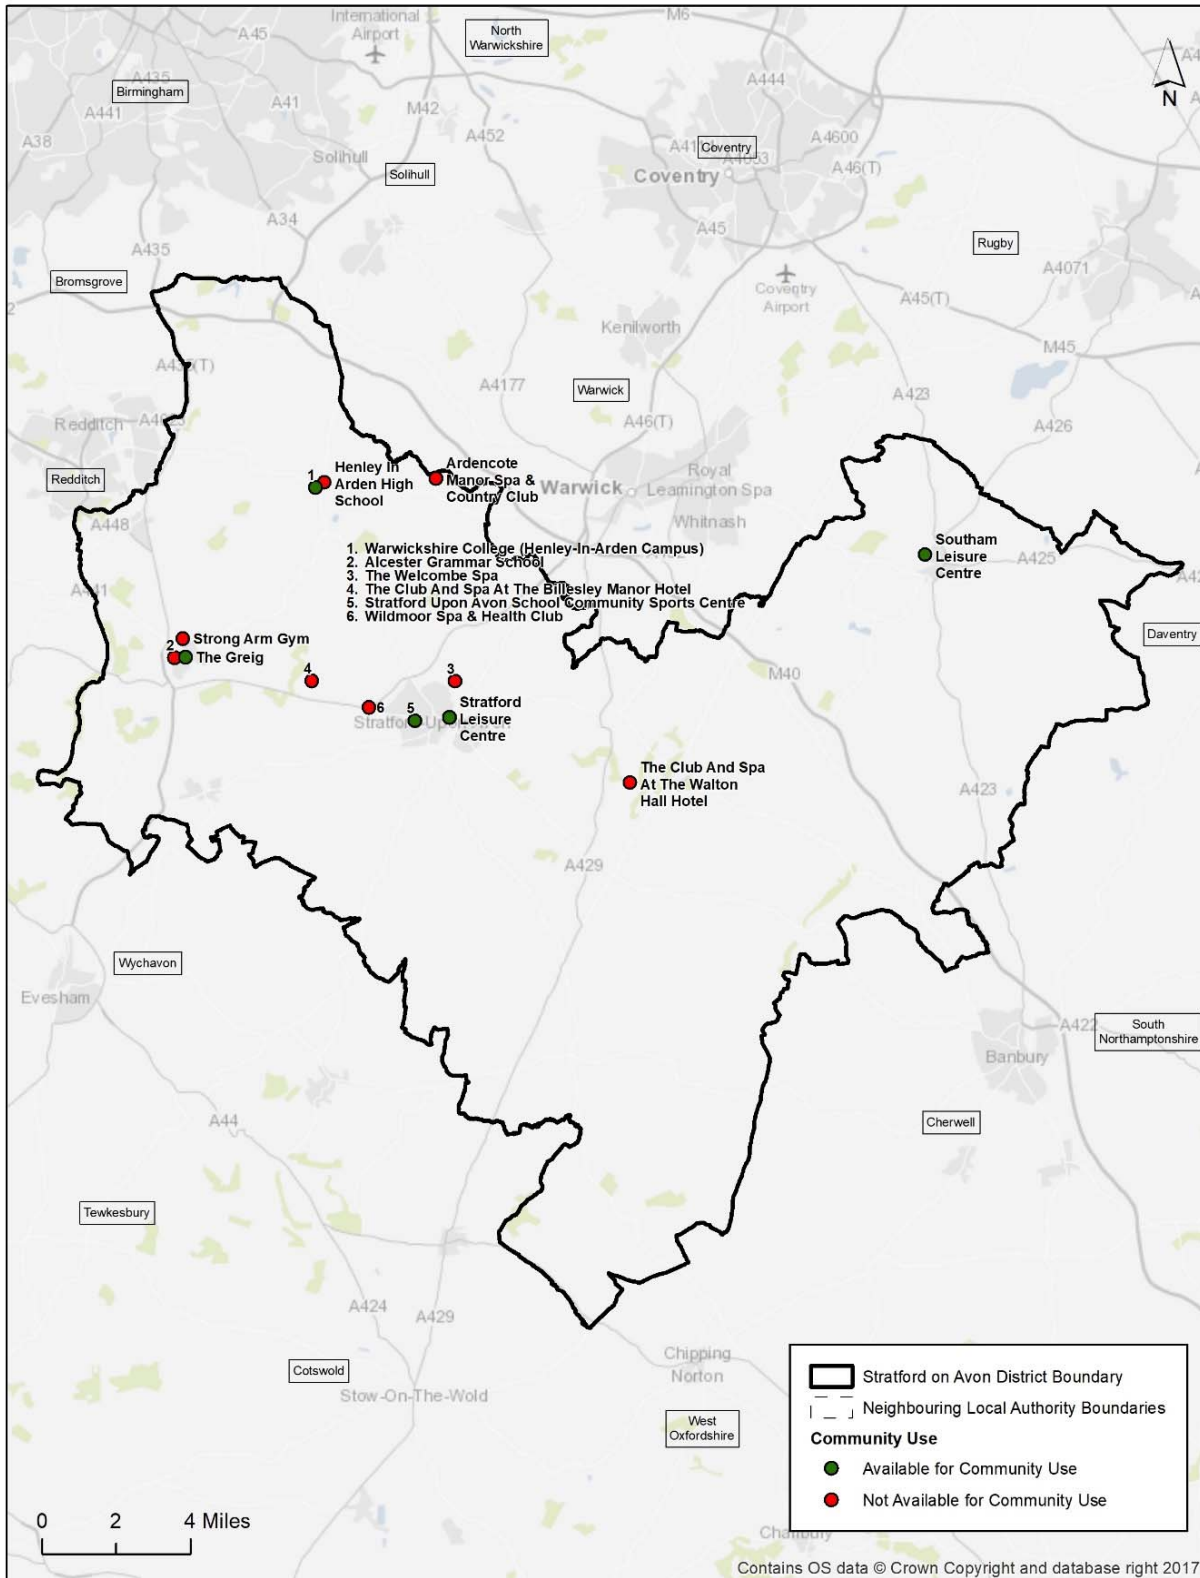 International
Airport
M6
North
Warwickshire
A45
A435
Birmingham
A444
A441
A41
M42
A452
A4600
A38
Solihull
Coventry
A46(T)
Solihull
Coventry
A34
A45
A435
Rugby
Bromsgrove
A4071
Coventry
Airport
A45(T)
Kenilworth
M45
A4177
Warwick
A423
A46(T)
A426
Redditch
Redditch
1
Henley In
Arden High
School
Ardencote
Manor Spa &
Country Club
Warwick
Royal
Leamington Spa
Whitnash
A448
Southam
Leisure
Centre
A425
1. Warwickshire College (Henley-In-Arden Campus)
2. Alcester Grammar School
3. The Welcombe Spa
4. The Club And Spa At The Billesley Manor Hotel
5. Stratford Upon Avon School Community Sports Centre
6. Wildmoor Spa & Health Club
Daventry
Strong Arm Gym
2
The Greig
4
3
M40
6
5
Stratford
Leisure
Centre
The Club And Spa
At The Walton
Hall Hotel
A423
A429
Wychavon
Evesham
A422
South
Northamptonshire
Banbury
A44
Cherwell
Tewkesbury
A424
A429
Cotswold
Stow-On-The-Wold
Chipping
Norton
West
Oxfordshire
Stratford on Avon District Boundary
Neighbouring Local Authority Boundaries
Community Use
Available for Community Use
Not Available for Community Use
0 2 4 Miles
N
Contains OS data © Crown Copyright and database right 2017